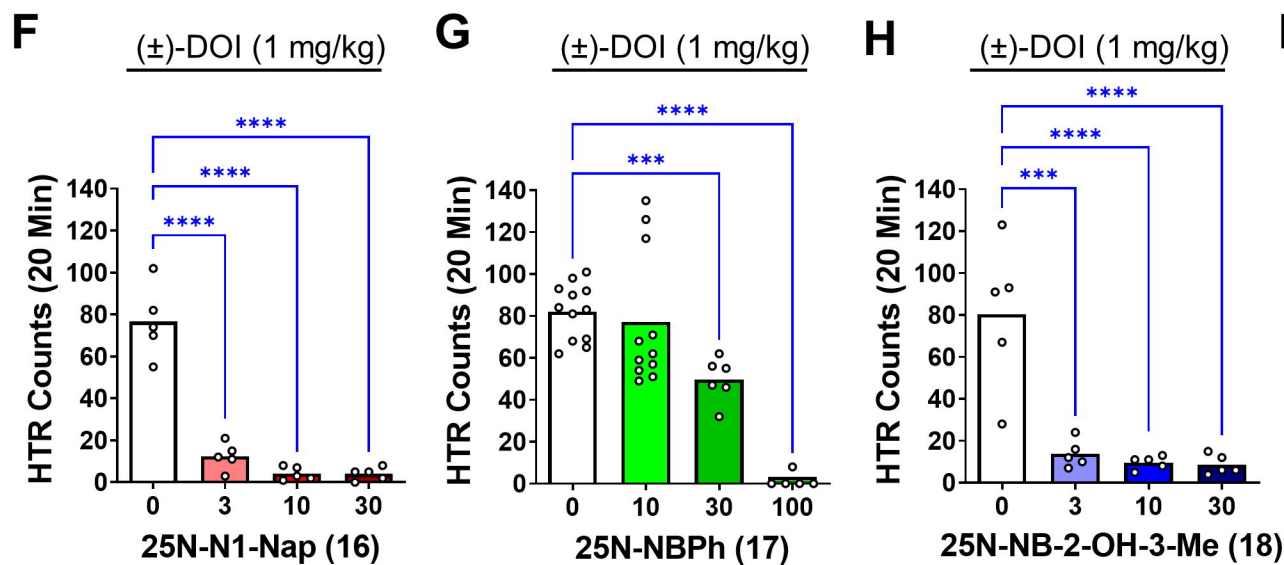 F
(±)-DOI (1 mg/kg)
****
****
****
HTR Counts (20 Min)
140
120
100
80
60
40
20
0
0 3 10 30
25N-N1-Nap (16)
G
(±)-DOI (1 mg/kg)
****
***
HTR Counts (20 Min)
140
120
100
80
60
40
20
0
0 10 30 100
25N-NBPh (17)
H
(±)-DOI (1 mg/kg)
****
****
***
HTR Counts (20 Min)
140
120
100
80
60
40
20
0
0 3 10 30
25N-NB-2-OH-3-Me (18)